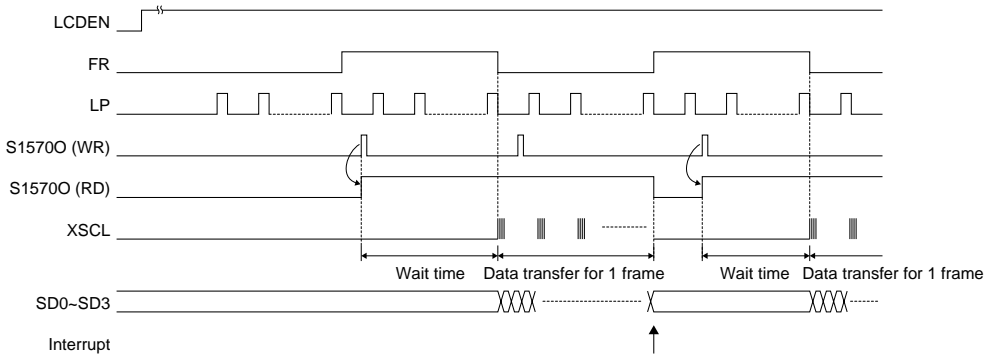 LCDEN
FR
LP
S1570O (WR)
S1570O (RD)
XSCL
Wait time Data transfer for 1 frame Wait time Data transfer for 1 frame
SD0~SD3
Interrupt